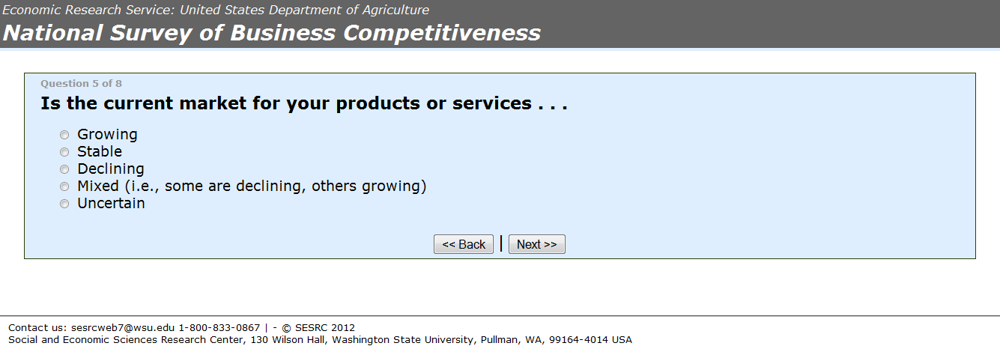 Economic Research Service: United States Department of Agriculture
National Survey of Business Competitiveness
Question 5 of 8
Is the current market for your products or services . . .
Growing
Stable
Declining
Mixed (i.e., some are declining, others growing)
Uncertain
<< Back | Next >>
Contact us: sesrcweb7@wsu.edu 1-800-833-0867 | - © SESRC 2012
Social and Economic Sciences Research Center, 130 Wilson Hall, Washington State University, Pullman, WA, 99164-4014 USA